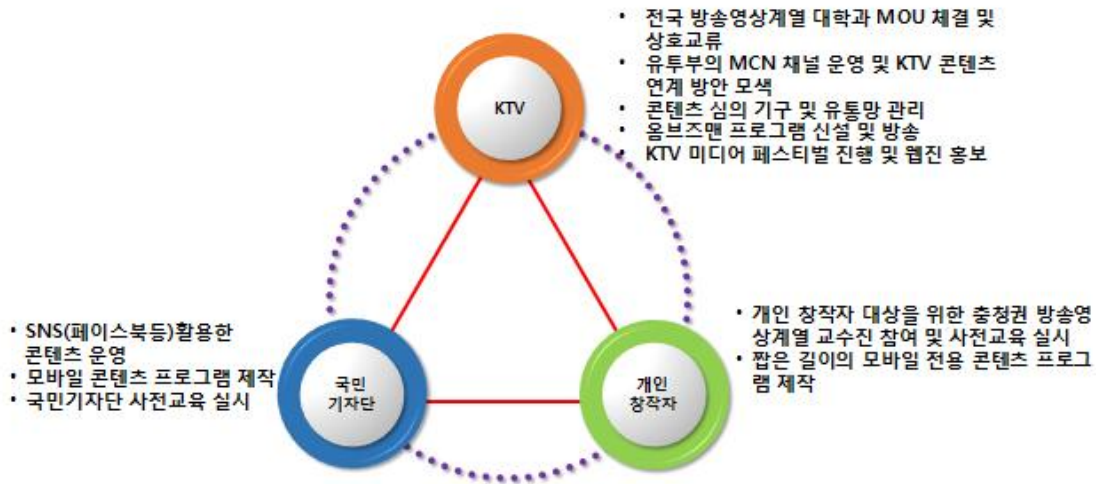 KTV
• 전국 방송영상계열 대학과 MOU 체결 및
상호교류
• 유투부의 MCN 채널 운영 및 KTV 콘텐츠
연계 방안 모색
• 콘텐츠 심의 기구 및 유통망 관리
• 옴브즈맨 프로그램 신설 및 방송
• KTV 미디어 페스티벌 진행 및 웹진 홍보
• SNS(페이스북등)활용한
콘텐츠 운영
• 모바일 콘텐츠 프로그램 제작
• 국민기자단 사전교육 실시
국민
기자단
개인
창작자
• 개인 창작자 대상을 위한 충청권 방송영
상계열 교수진 참여 및 사전교육 실시
• 짧은 길이의 모바일 전용 콘텐츠 프로그
램 제작